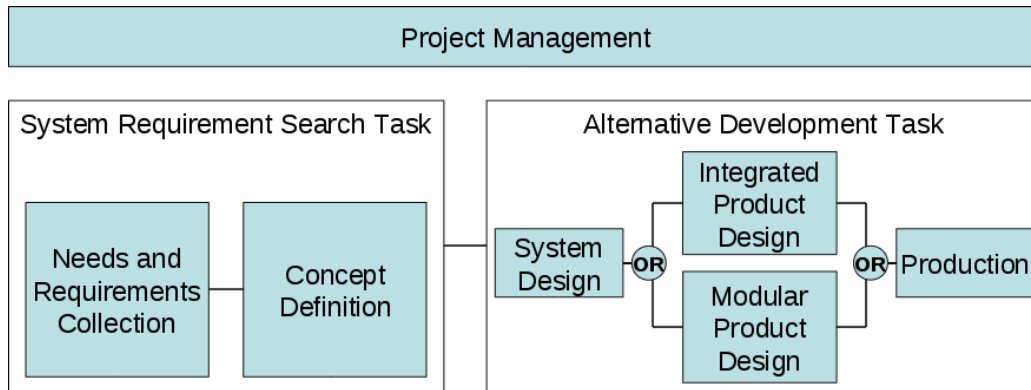 Project Management
System Requirement Search Task
Needs and
Requirements
Collection
Concept
Definition
Alternative Development Task
System
Design
OR
Integrated
Product
Design
Modular
Product
Design
OR
Production